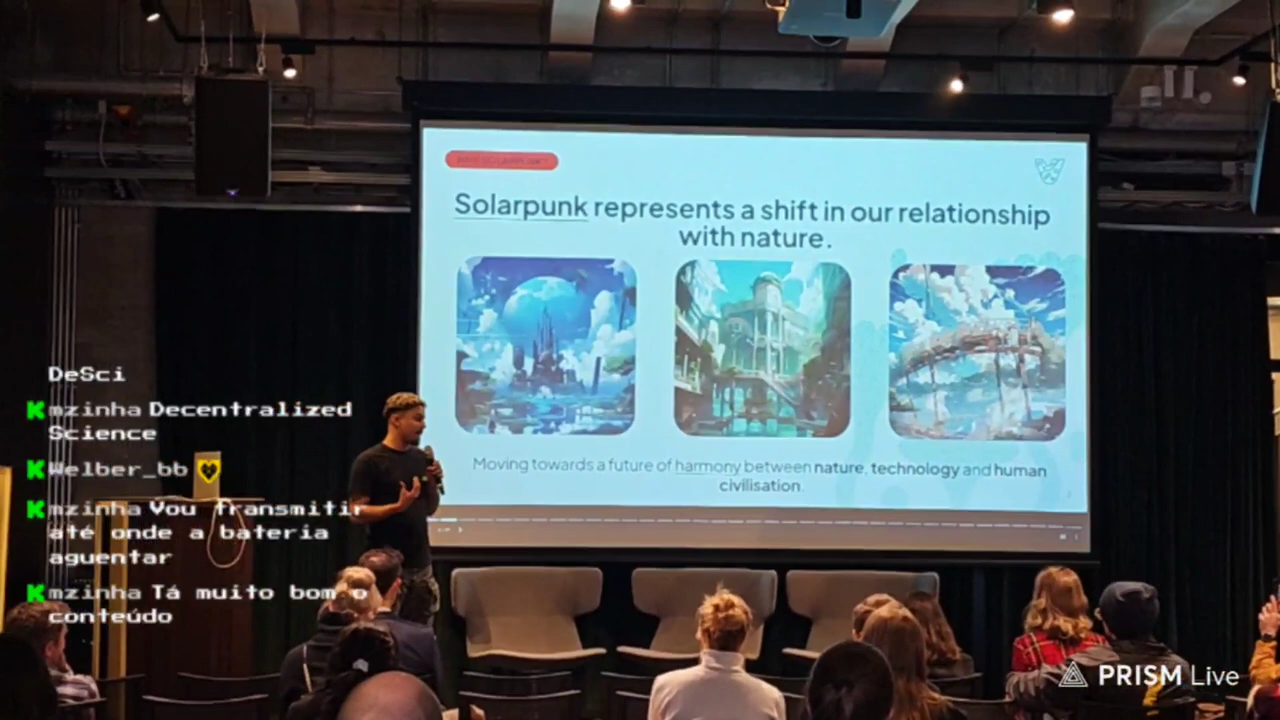 Solarpunk represents a shift in our relationship
with nature.
Moving towards a future of harmony between nature, technology and human
civilisation.
DeSci
mzinha Decentralized
Science
Welber_bb
mzinha Vou Transmitir
até onde a bateria
aguentar
mzinha Tá muito bom o
conteúdo
PRISM Live